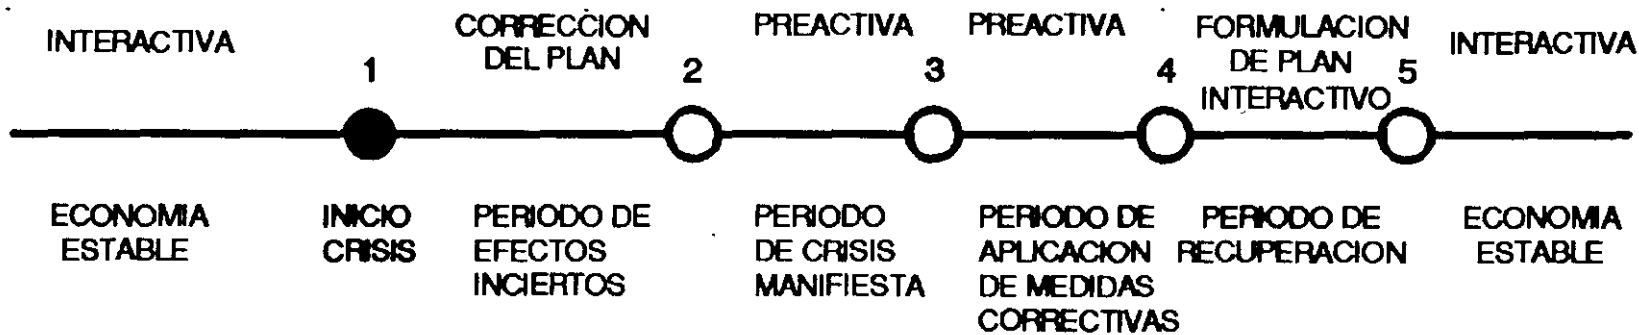 INTERACTIVA
CORRECCION
DEL PLAN
PREACTIVA
PREACTIVA
FORMULACION
DE PLAN
INTERACTIVO
INTERACTIVA
1
2
3
4
5
ECONOMIA
ESTABLE
INICIO
CRISIS
PERIODO DE
EFECTOS
INCIERTOS
PERIODO
DE CRISIS
MANIFIESTA
PERIODO DE
APLICACION
DE MEDIDAS
CORRECTIVAS
PERIODO DE
RECUPERACION
ECONOMIA
ESTABLE